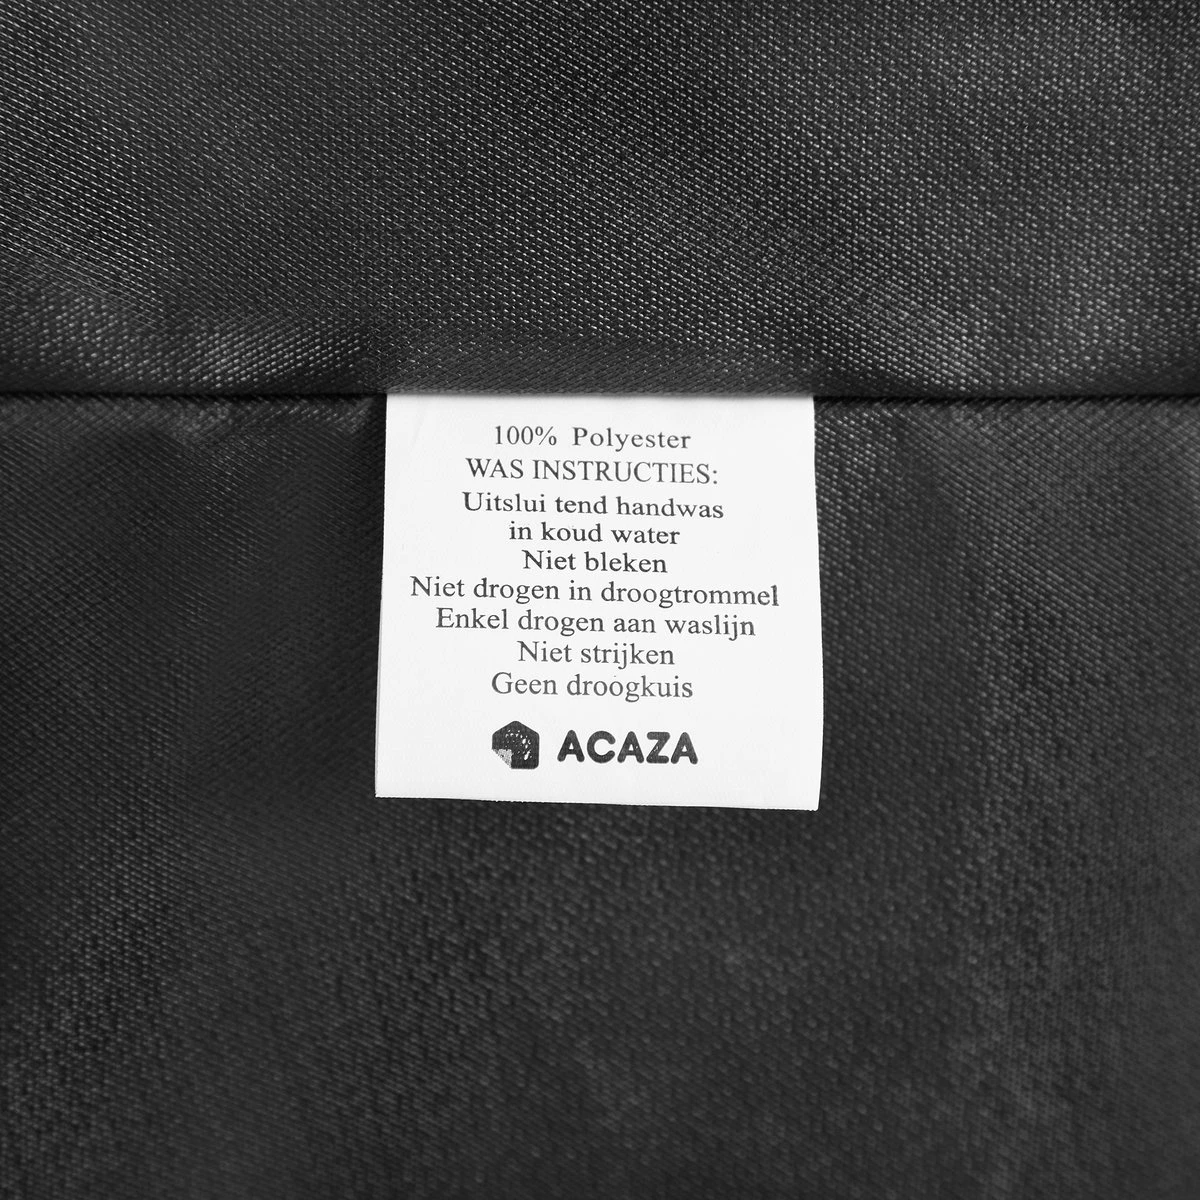 100% Polyester
WAS INSTRUCTIES:
Uitslui tend handwas
in koud water
Niet bleken
Niet drogen in droogtrommel
Enkel drogen aan waslijn
Niet strijken
Geen droogkuis
ACAZA